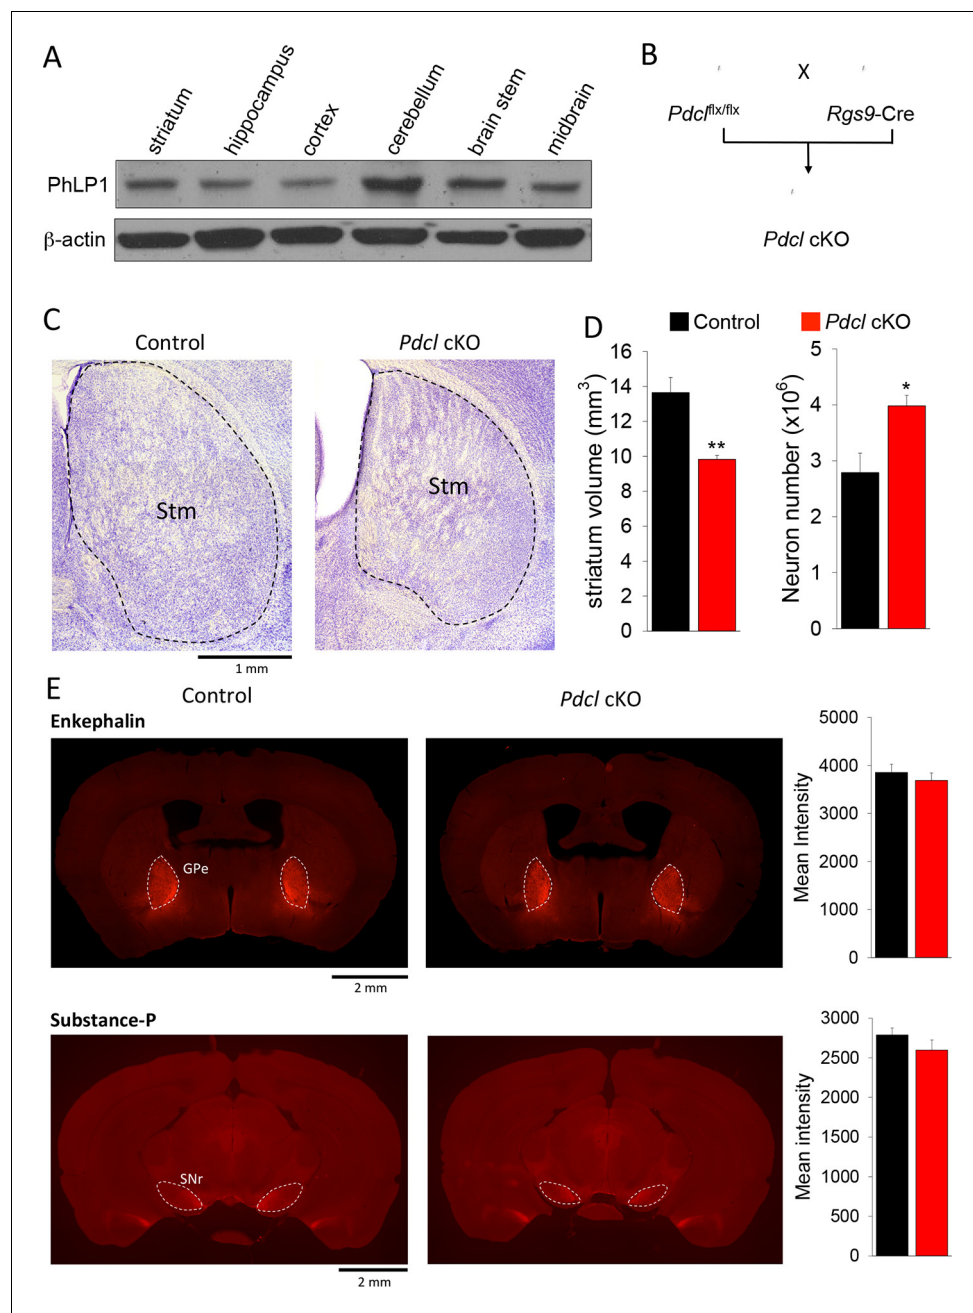 A
striatum
hippocampus
cortex
cerebellum
brain stem
midbrain
PhLP1
β-actin
B
X
Pdcl^flx/flx
Rgs9-Cre
Pdcl cKO
C
Control
Pdcl cKO
Stm
Stm
1 mm
D
Control
Pdcl cKO
striatum volume (mm³)
16
14
12
10
8
6
4
2
0
**
Neuron number (x10⁶)
5
4
3
2
1
0
*
E
Control
Pdcl cKO
Enkephalin
GPe
2 mm
Mean Intensity
5000
4000
3000
2000
1000
0
Substance-P
SNr
2 mm
Mean intensity
3000
2500
2000
1500
1000
500
0